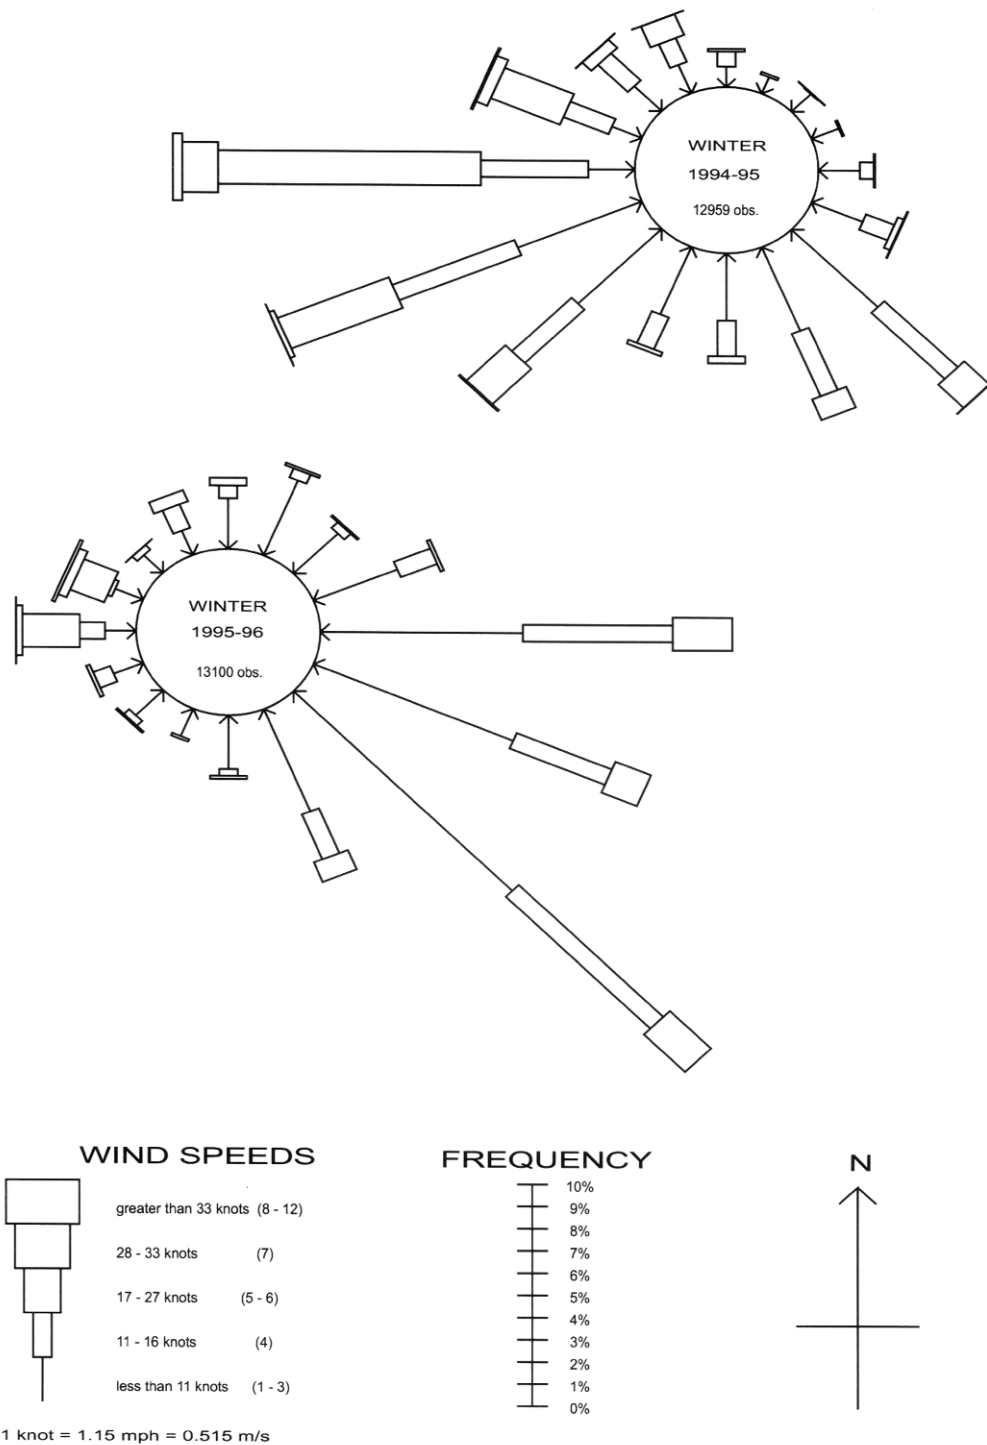 WINTER
1994-95
12959 obs.
WINTER
1995-96
13100 obs.
WIND SPEEDS
greater than 33 knots (8 - 12)
28 - 33 knots (7)
17 - 27 knots (5 - 6)
11 - 16 knots (4)
less than 11 knots (1 - 3)
1 knot = 1.15 mph = 0.515 m/s
FREQUENCY
10%
9%
8%
7%
6%
5%
4%
3%
2%
1%
0%
N